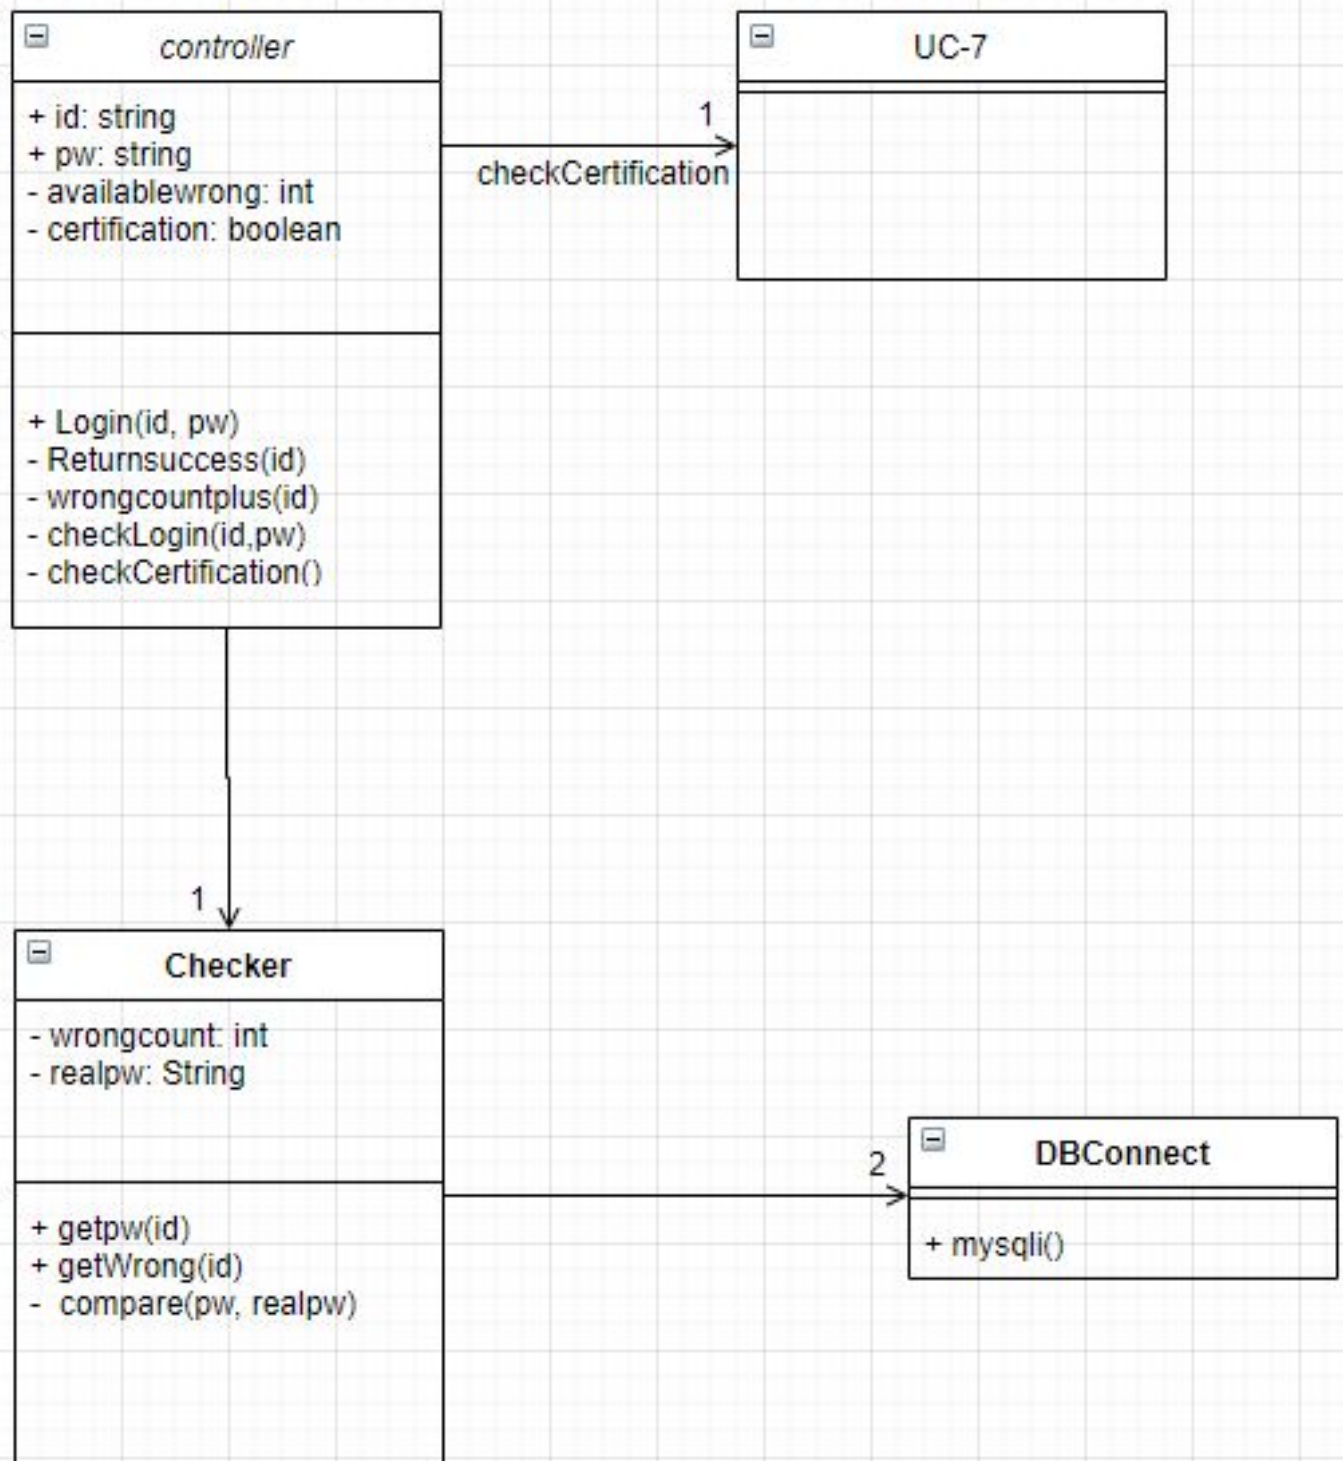 controller
+ id: string
+ pw: string
- availablewrong: int
- certification: boolean
+ Login(id, pw)
- Returnsuccess(id)
- wrongcountplus(id)
- checkLogin(id,pw)
- checkCertification()
1
checkCertification
UC-7
1
Checker
- wrongcount: int
- realpw: String
+ getpw(id)
+ getWrong(id)
- compare(pw, realpw)
2
DBConnect
+ mysqli()